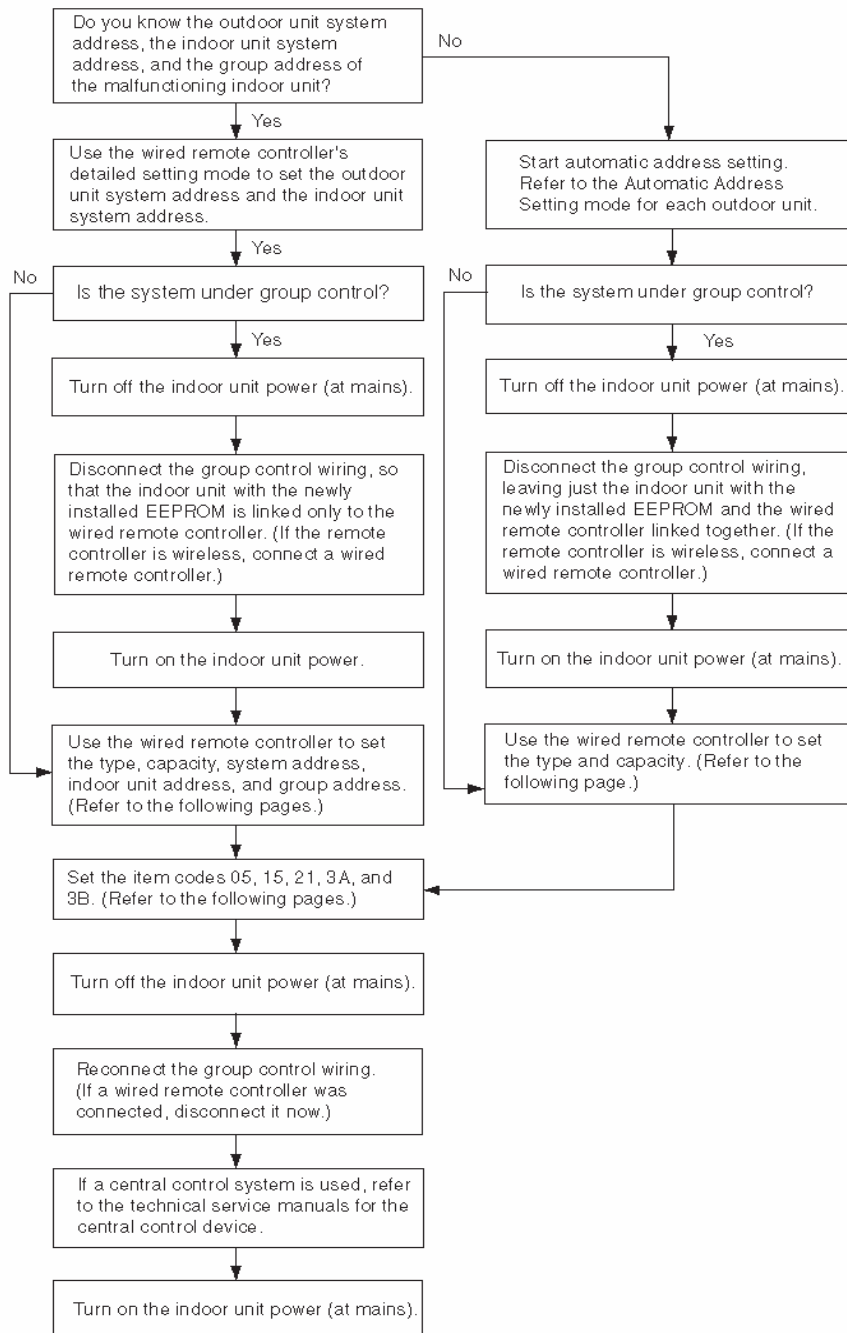 Do you know the outdoor unit system
address, the indoor unit system
address, and the group address of
the malfunctioning indoor unit?
No
Yes
Use the wired remote controller's
detailed setting mode to set the outdoor
unit system address and the indoor unit
system address.
Start automatic address setting.
Refer to the Automatic Address
Setting mode for each outdoor unit.
Yes
No
Is the system under group control?
No
Is the system under group control?
Yes
Yes
Turn off the indoor unit power (at mains).
Turn off the indoor unit power (at mains).
Disconnect the group control wiring, so
that the indoor unit with the newly
installed EEPROM is linked only to the
wired remote controller. (If the remote
controller is wireless, connect a wired
remote controller.)
Disconnect the group control wiring,
leaving just the indoor unit with the
newly installed EEPROM and the wired
remote controller linked together. (If the
remote controller is wireless, connect a
wired remote controller.)
Turn on the indoor unit power.
Turn on the indoor unit power (at mains).
Use the wired remote controller to set
the type, capacity, system address,
indoor unit address, and group address.
(Refer to the following pages.)
Use the wired remote controller to set
the type and capacity. (Refer to the
following page.)
Set the item codes 05, 15, 21, 3A, and
3B. (Refer to the following pages.)
Turn off the indoor unit power (at mains).
Reconnect the group control wiring.
(If a wired remote controller was
connected, disconnect it now.)
If a central control system is used, refer
to the technical service manuals for the
central control device.
Turn on the indoor unit power (at mains).